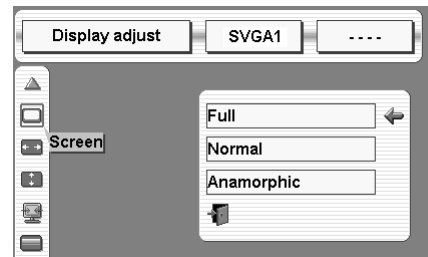 Display adjust SVGA1 ----
Full
Screen
Normal
Anamorphic